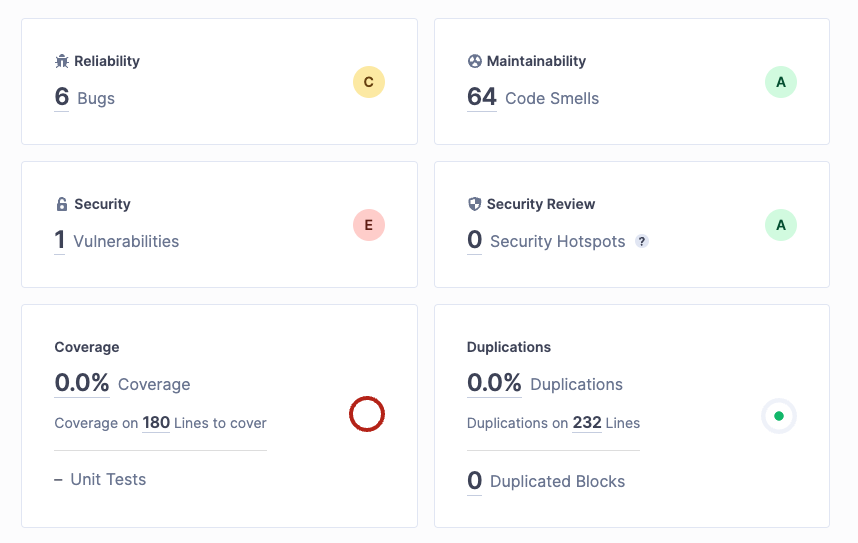 Reliability
6 Bugs
C
Maintainability
64 Code Smells
A
Security
1 Vulnerabilities
E
Security Review
0 Security Hotspots ?
A
Coverage
0.0% Coverage
Coverage on 180 Lines to cover
– Unit Tests
Duplications
0.0% Duplications
Duplications on 232 Lines
0 Duplicated Blocks